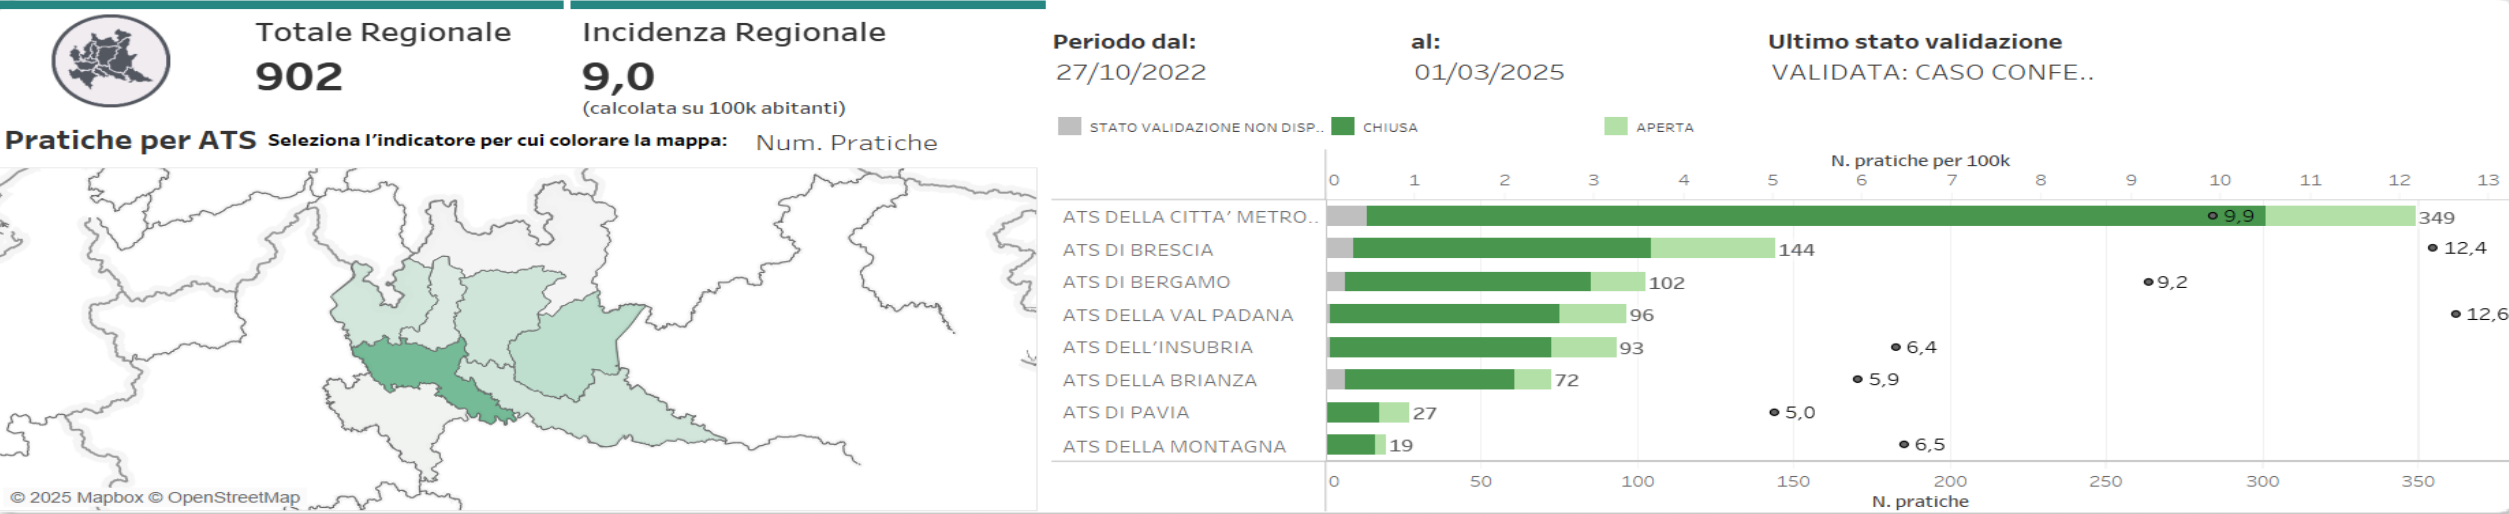 Totale Regionale
902
Incidenza Regionale
9,0
(calcolata su 100k abitanti)
Pratiche per ATS
Seleziona l'indicatore per cui colorare la mappa:
Num. Pratiche
© 2025 Mapbox © OpenStreetMap
Periodo dal:
27/10/2022
al:
01/03/2025
Ultimo stato validazione
VALIDATA: CASO CONFE..
STATO VALIDAZIONE NON DISP..
CHIUSA
APERTA
N. pratiche per 100k
0 1 2 3 4 5 6 7 8 9 10 11 12 13
ATS DELLA CITTA' METRO.. 9,9 349
ATS DI BRESCIA 144 12,4
ATS DI BERGAMO 102 9,2
ATS DELLA VAL PADANA 96 12,6
ATS DELL'INSUBRIA 93 6,4
ATS DELLA BRIANZA 72 5,9
ATS DI PAVIA 27 5,0
ATS DELLA MONTAGNA 19 6,5
0 50 100 150 200 250 300 350
N. pratiche